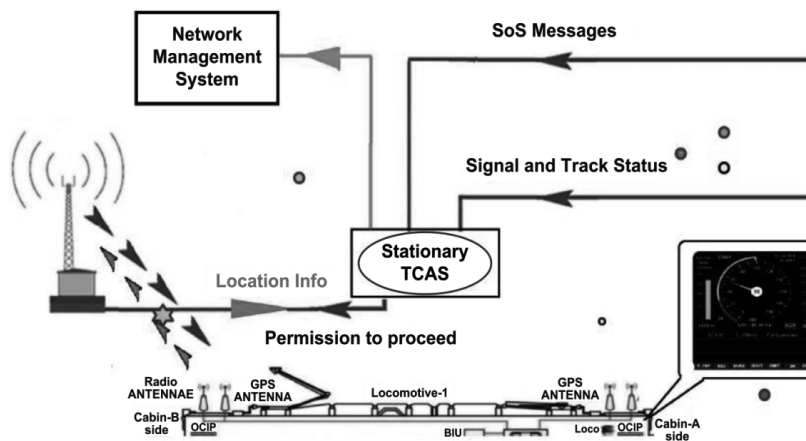 Network
Management
System
SoS Messages
Signal and Track Status
Stationary
TCAS
Location Info
Permission to proceed
Radio
ANTENNAE
GPS
ANTENNA
Locomotive-1
GPS
ANTENNA
Cabin-B
side
OCIP
BIU
Loco
OCIP
Cabin-A
side